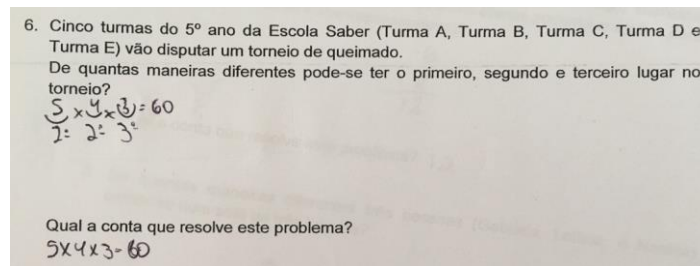 6. Cinco turmas do 5º ano da Escola Saber (Turma A, Turma B, Turma C, Turma D e
Turma E) vão disputar um torneio de queimado.
De quantas maneiras diferentes pode-se ter o primeiro, segundo e terceiro lugar no
torneio?
5 x 4 x 3 = 60
1º 2º 3º
Qual a conta que resolve este problema?
5x4x3=60